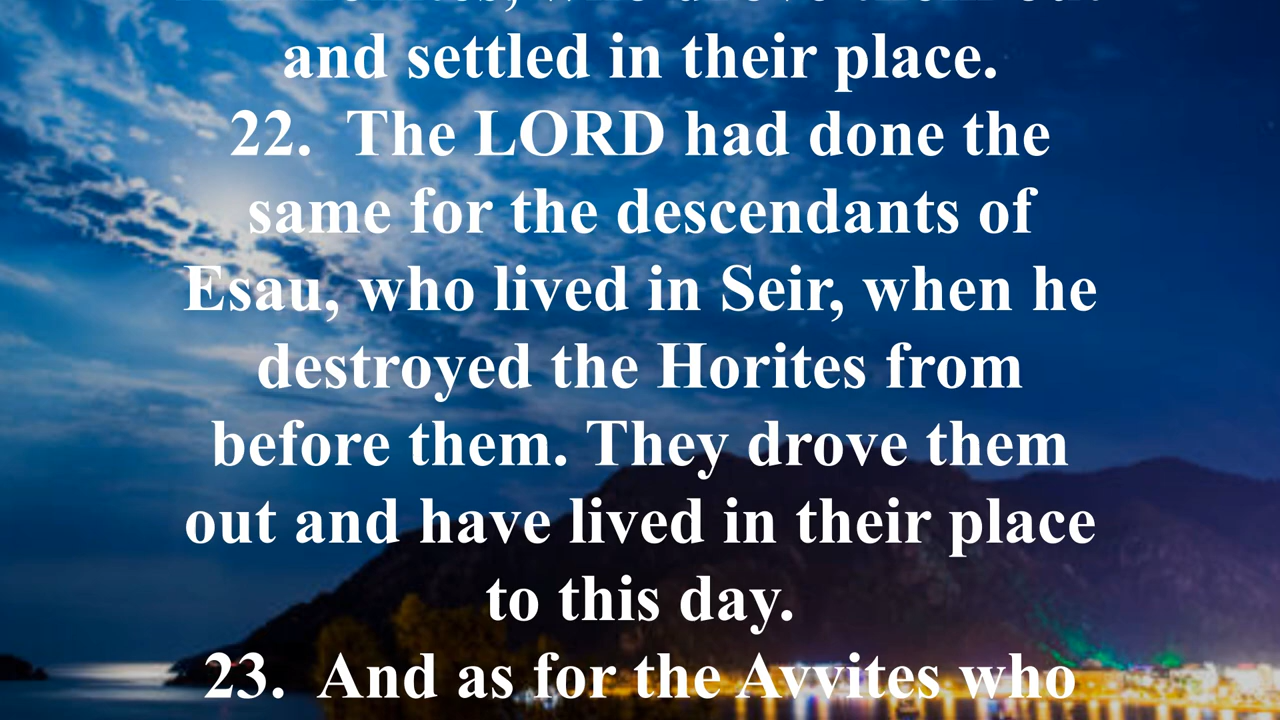 and settled in their place.
22. The LORD had done the
same for the descendants of
Esau, who lived in Seir, when he
destroyed the Horites from
before them. They drove them
out and have lived in their place
to this day.
23. And as for the Avvites who